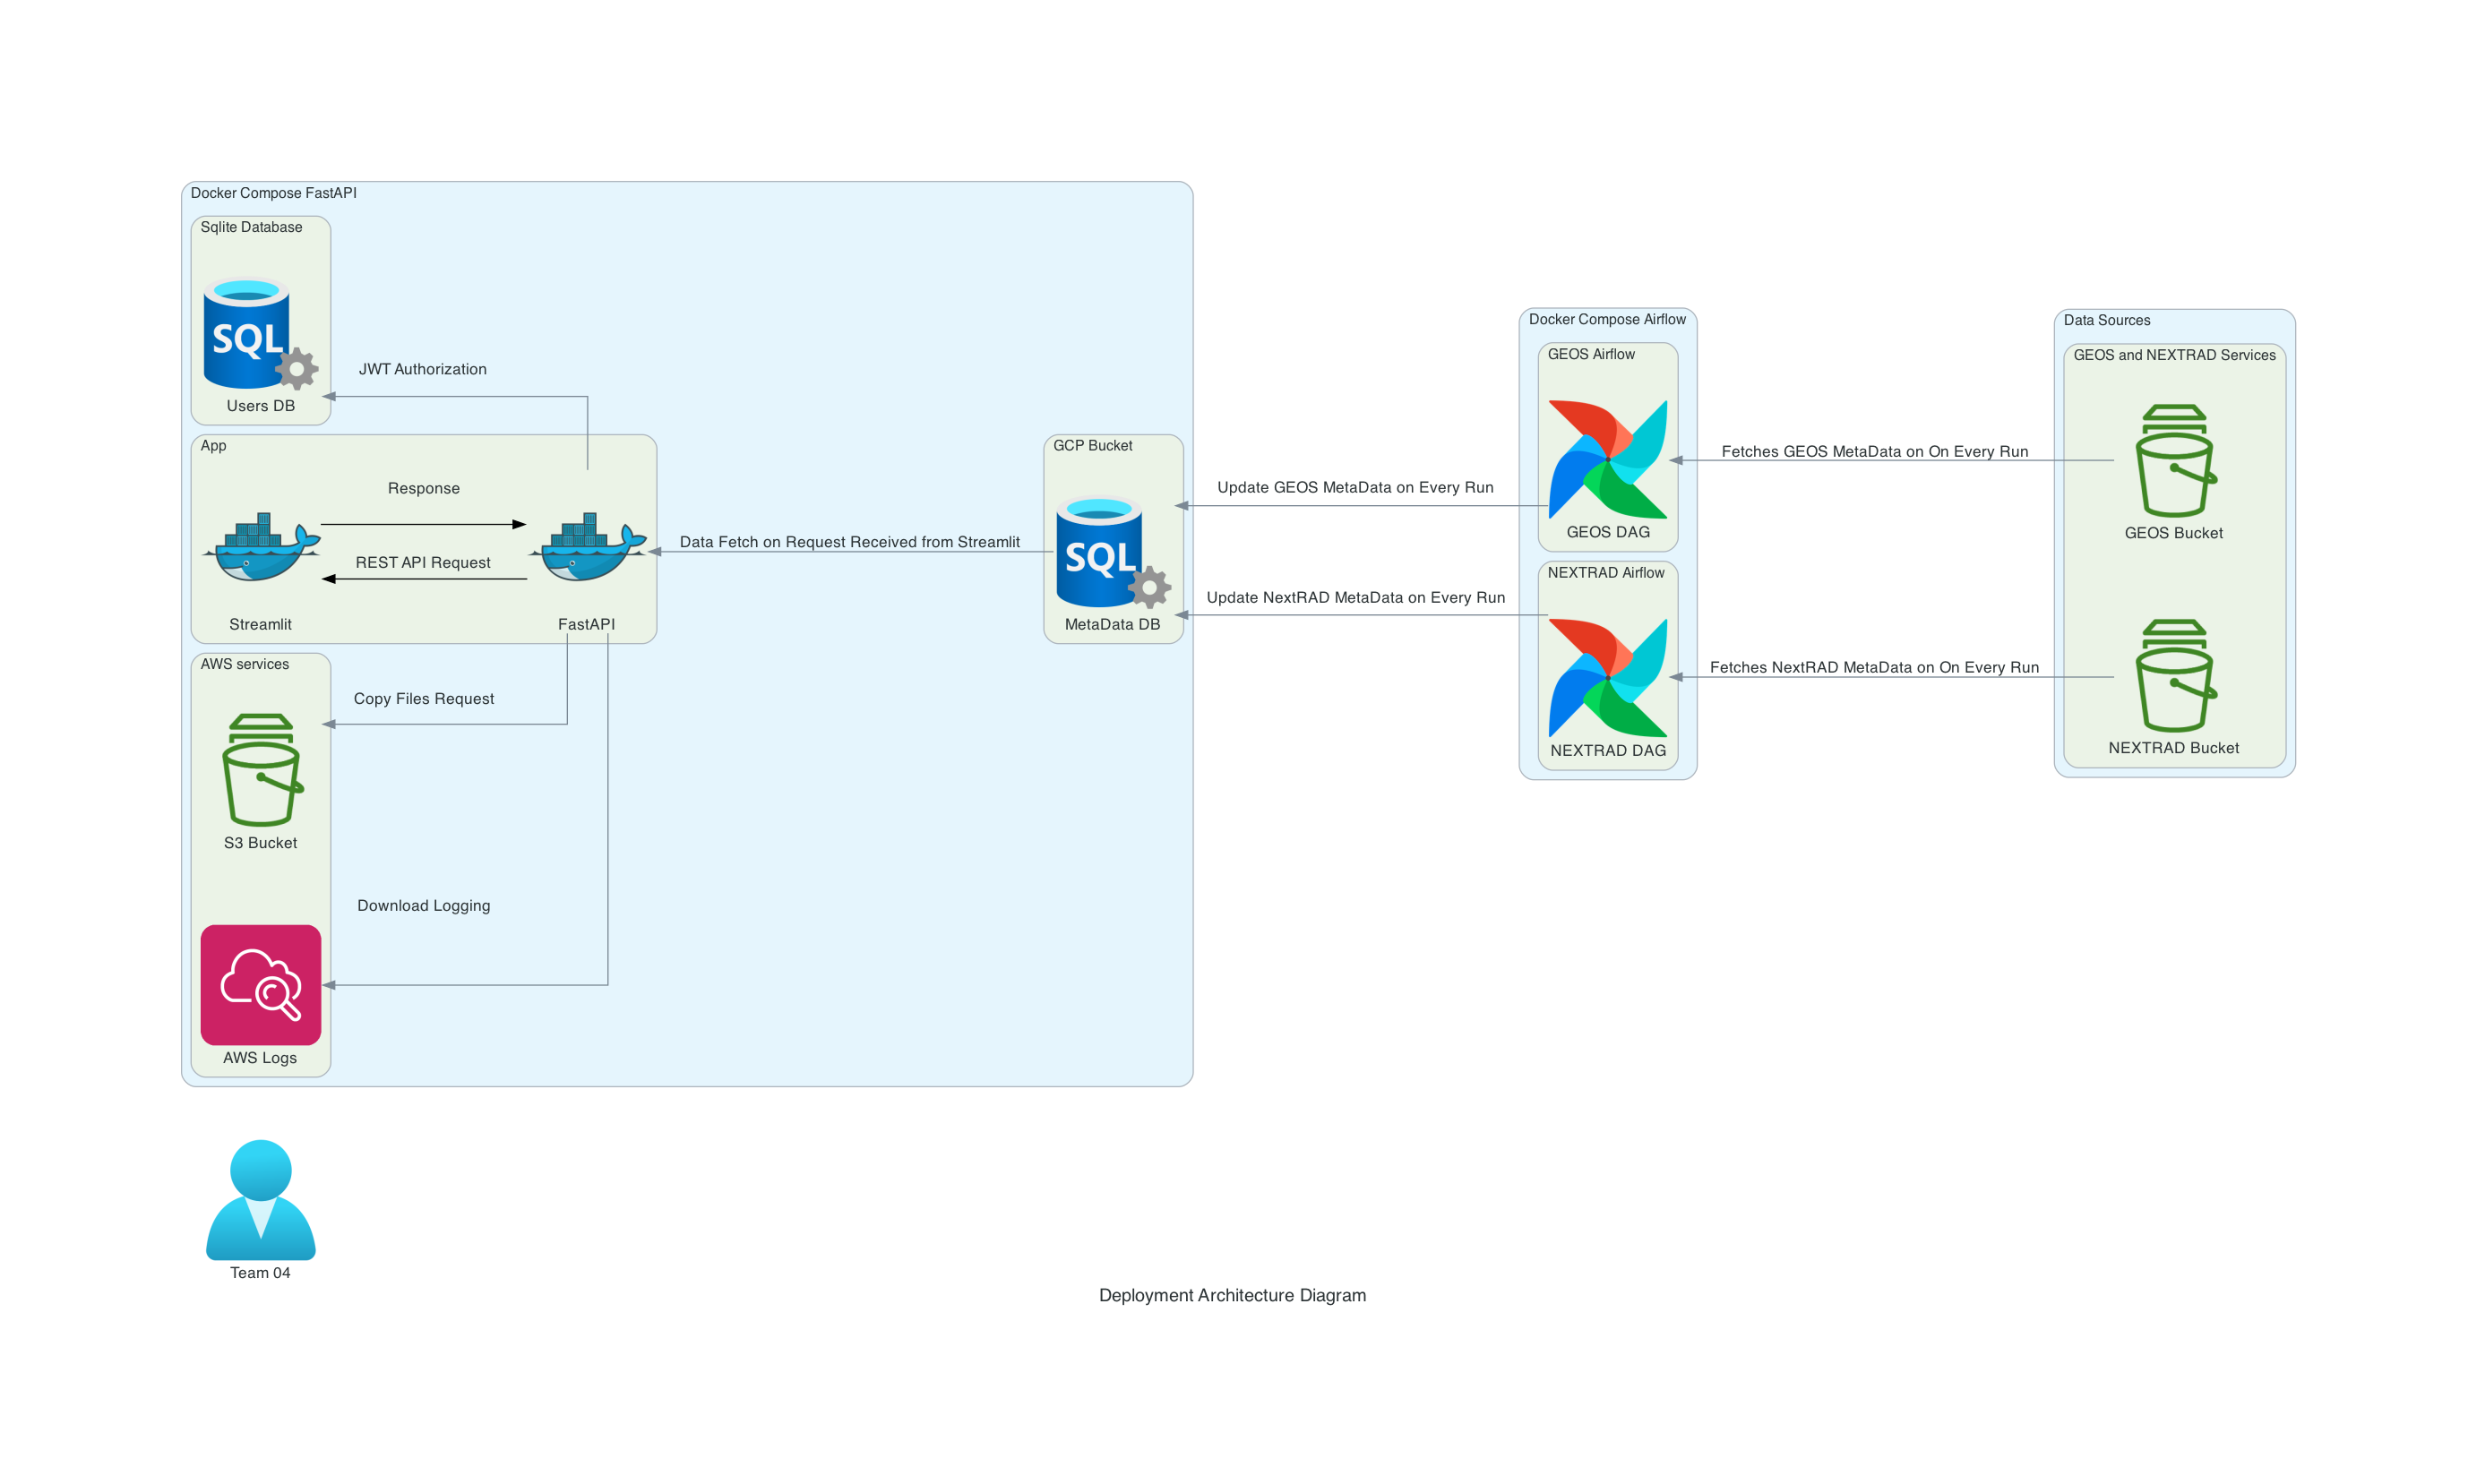 Docker Compose FastAPI
Sqlite Database
SQL
Users DB
JWT Authorization
App
Response
REST API Request
Streamlit
FastAPI
Data Fetch on Request Received from Streamlit
GCP Bucket
SQL
MetaData DB
AWS services
Copy Files Request
S3 Bucket
Download Logging
AWS Logs
Update GEOS MetaData on Every Run
Update NextRAD MetaData on Every Run
Docker Compose Airflow
GEOS Airflow
GEOS DAG
NEXTRAD Airflow
NEXTRAD DAG
Fetches GEOS MetaData on On Every Run
Fetches NextRAD MetaData on On Every Run
Data Sources
GEOS and NEXTRAD Services
GEOS Bucket
NEXTRAD Bucket
Team 04
Deployment Architecture Diagram